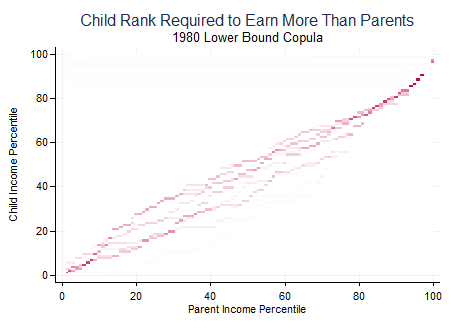 Child Rank Required to Earn More Than Parents
1980 Lower Bound Copula
100
80
60
40
20
0
Child Income Percentile
0 20 40 60 80 100
Parent Income Percentile